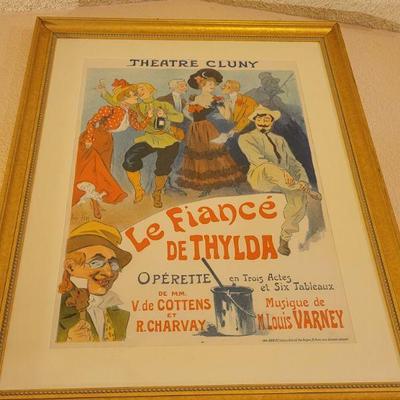 THÉATRE CLUNY
Le Fiancé
DE THYLDA
OPÉRETTE en Trois Actes
et Six Tableaux
DE MM.
V. de COTTENS
ET
R. CHARVAY
Musique de
M. Louis VARNEY